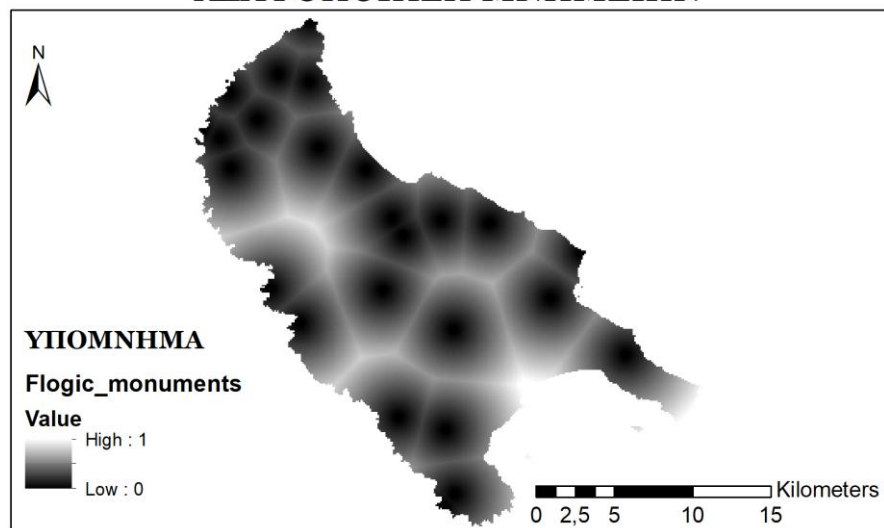 N
ΥΠΟΜΝΗΜΑ
Flogic_monuments
Value
High : 1
Low : 0
Kilometers
0 2,5 5 10 15